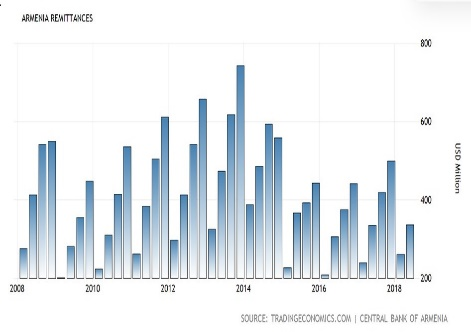 ARMENIA REMITTANCES
800
600
400
200
USD Million
2008 2010 2012 2014 2016 2018
SOURCE: TRADINGECONOMICS.COM | CENTRAL BANK OF ARMENIA